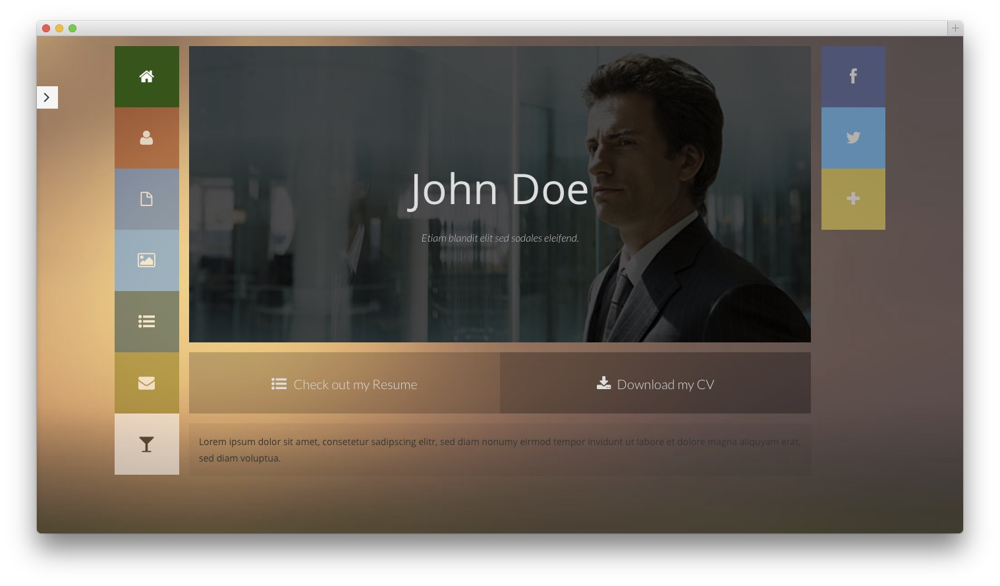 John Doe
Etiam blandit elit sed sodales eleifend.
Check out my Resume
Download my CV
Lorem ipsum dolor sit amet, consetetur sadipscing elitr, sed diam nonumy eirmod tempor invidunt ut labore et dolore magna aliquyam erat,
sed diam voluptua.